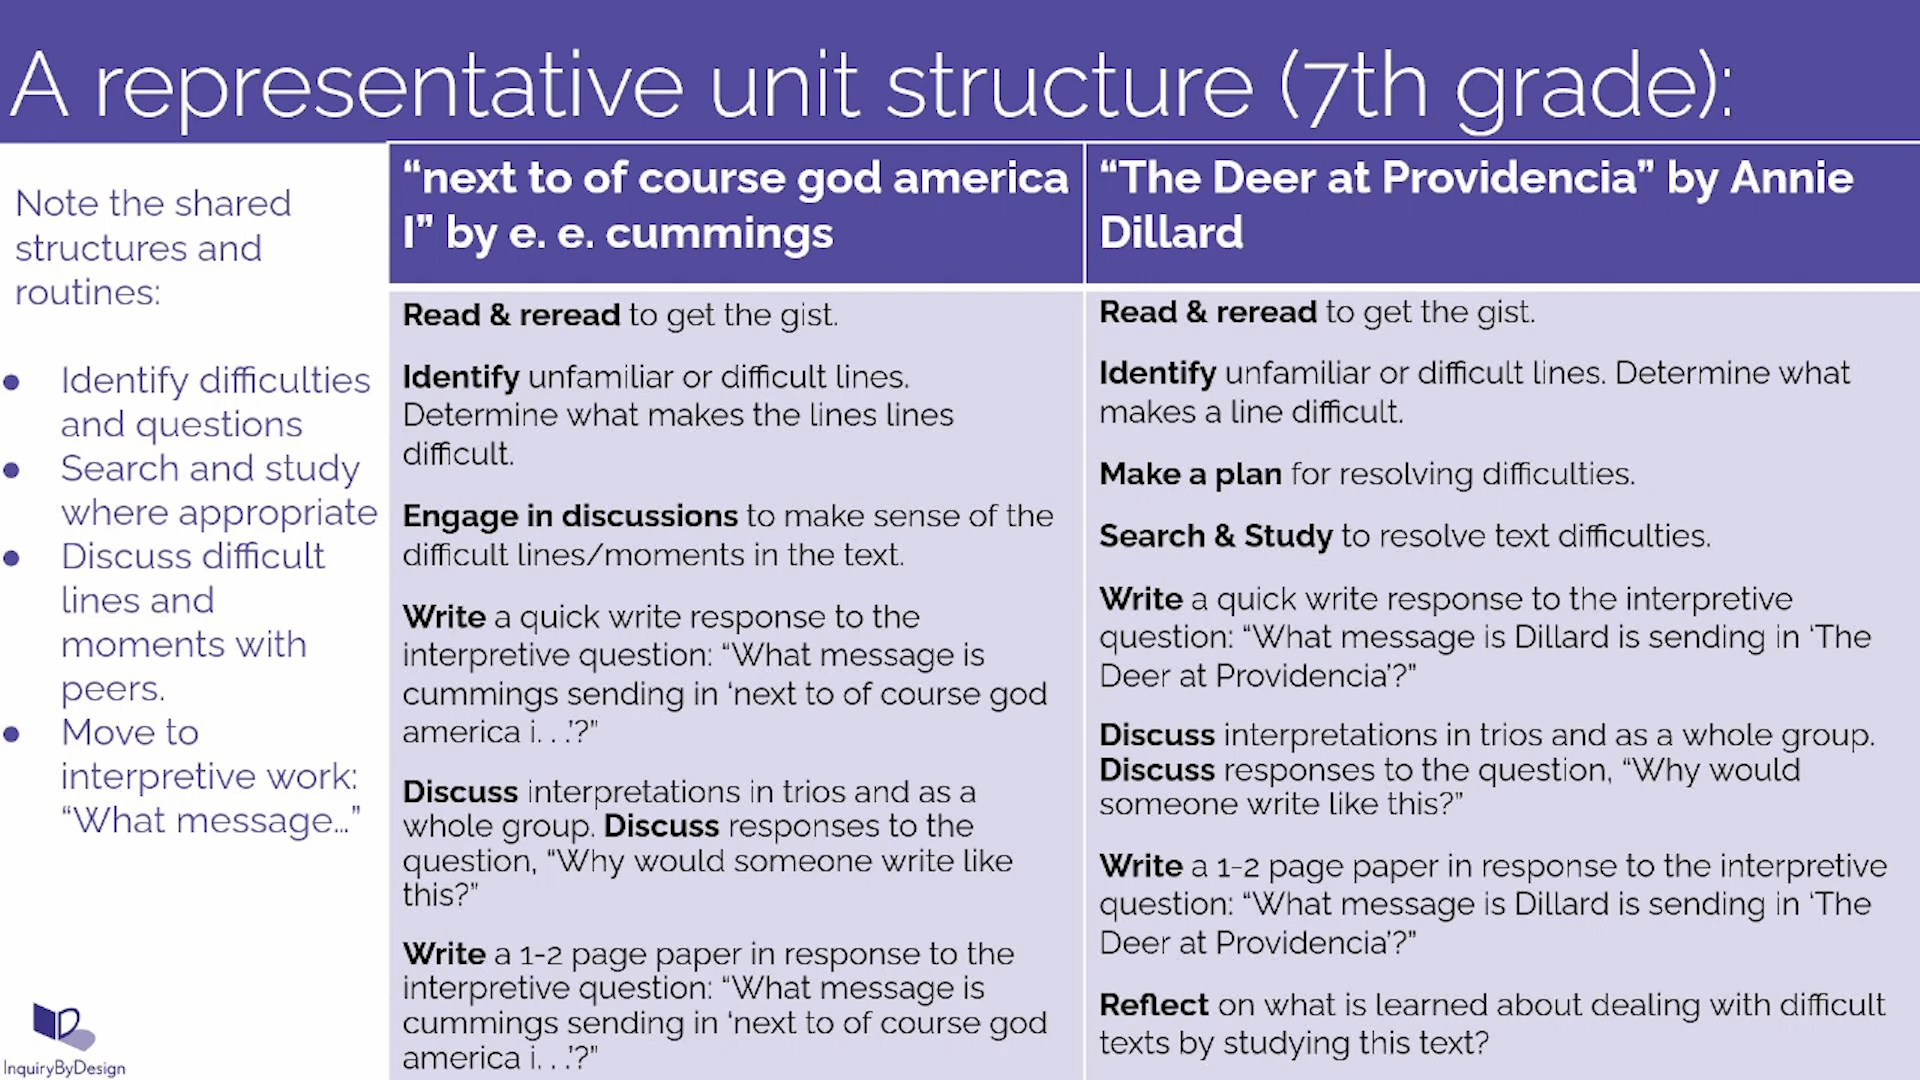 A representative unit structure (7th grade):
Note the shared
structures and
routines:
● Identify difficulties
and questions
● Search and study
where appropriate
● Discuss difficult
lines and
moments with
peers.
● Move to
interpretive work:
“What message…”
InquiryByDesign
“next to of course god america
I” by e. e. cummings
Read & reread to get the gist.
Identify unfamiliar or difficult lines.
Determine what makes the lines lines
difficult.
Engage in discussions to make sense of the
difficult lines/moments in the text.
Write a quick write response to the
interpretive question: “What message is
cummings sending in ‘next to of course god
america i. . .’?”
Discuss interpretations in trios and as a
whole group. Discuss responses to the
question, “Why would someone write like
this?”
Write a 1-2 page paper in response to the
interpretive question: “What message is
cummings sending in ‘next to of course god
america i. . .’?”
“The Deer at Providencia” by Annie
Dillard
Read & reread to get the gist.
Identify unfamiliar or difficult lines. Determine what
makes a line difficult.
Make a plan for resolving difficulties.
Search & Study to resolve text difficulties.
Write a quick write response to the interpretive
question: “What message is Dillard is sending in ‘The
Deer at Providencia’?”
Discuss interpretations in trios and as a whole group.
Discuss responses to the question, “Why would
someone write like this?”
Write a 1-2 page paper in response to the interpretive
question: “What message is Dillard is sending in ‘The
Deer at Providencia’?”
Reflect on what is learned about dealing with difficult
texts by studying this text?